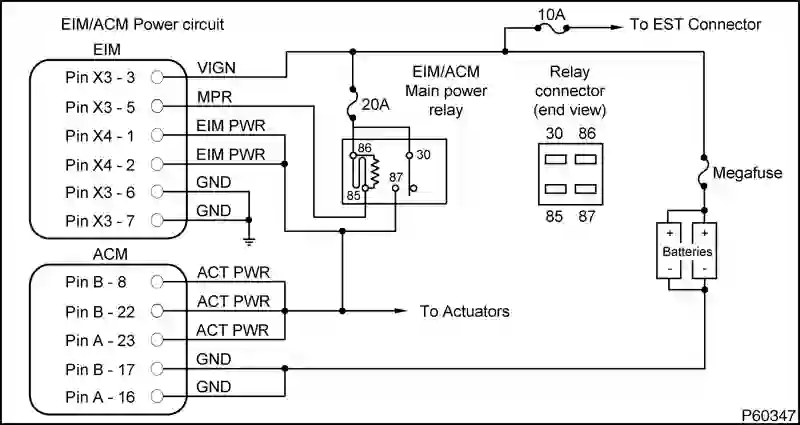 EIM/ACM Power circuit
10A
To EST Connector
EIM
Pin X3 - 3
VIGN
Pin X3 - 5
MPR
Pin X4 - 1
EIM PWR
Pin X4 - 2
EIM PWR
Pin X3 - 6
GND
Pin X3 - 7
GND
20A
EIM/ACM
Main power
relay
86
30
85
87
Relay
connector
(end view)
30 86
85 87
Megafuse
+ +
Batteries
- -
ACM
Pin B - 8
ACT PWR
Pin B - 22
ACT PWR
Pin A - 23
ACT PWR
Pin B - 17
GND
Pin A - 16
GND
To Actuators
P60347